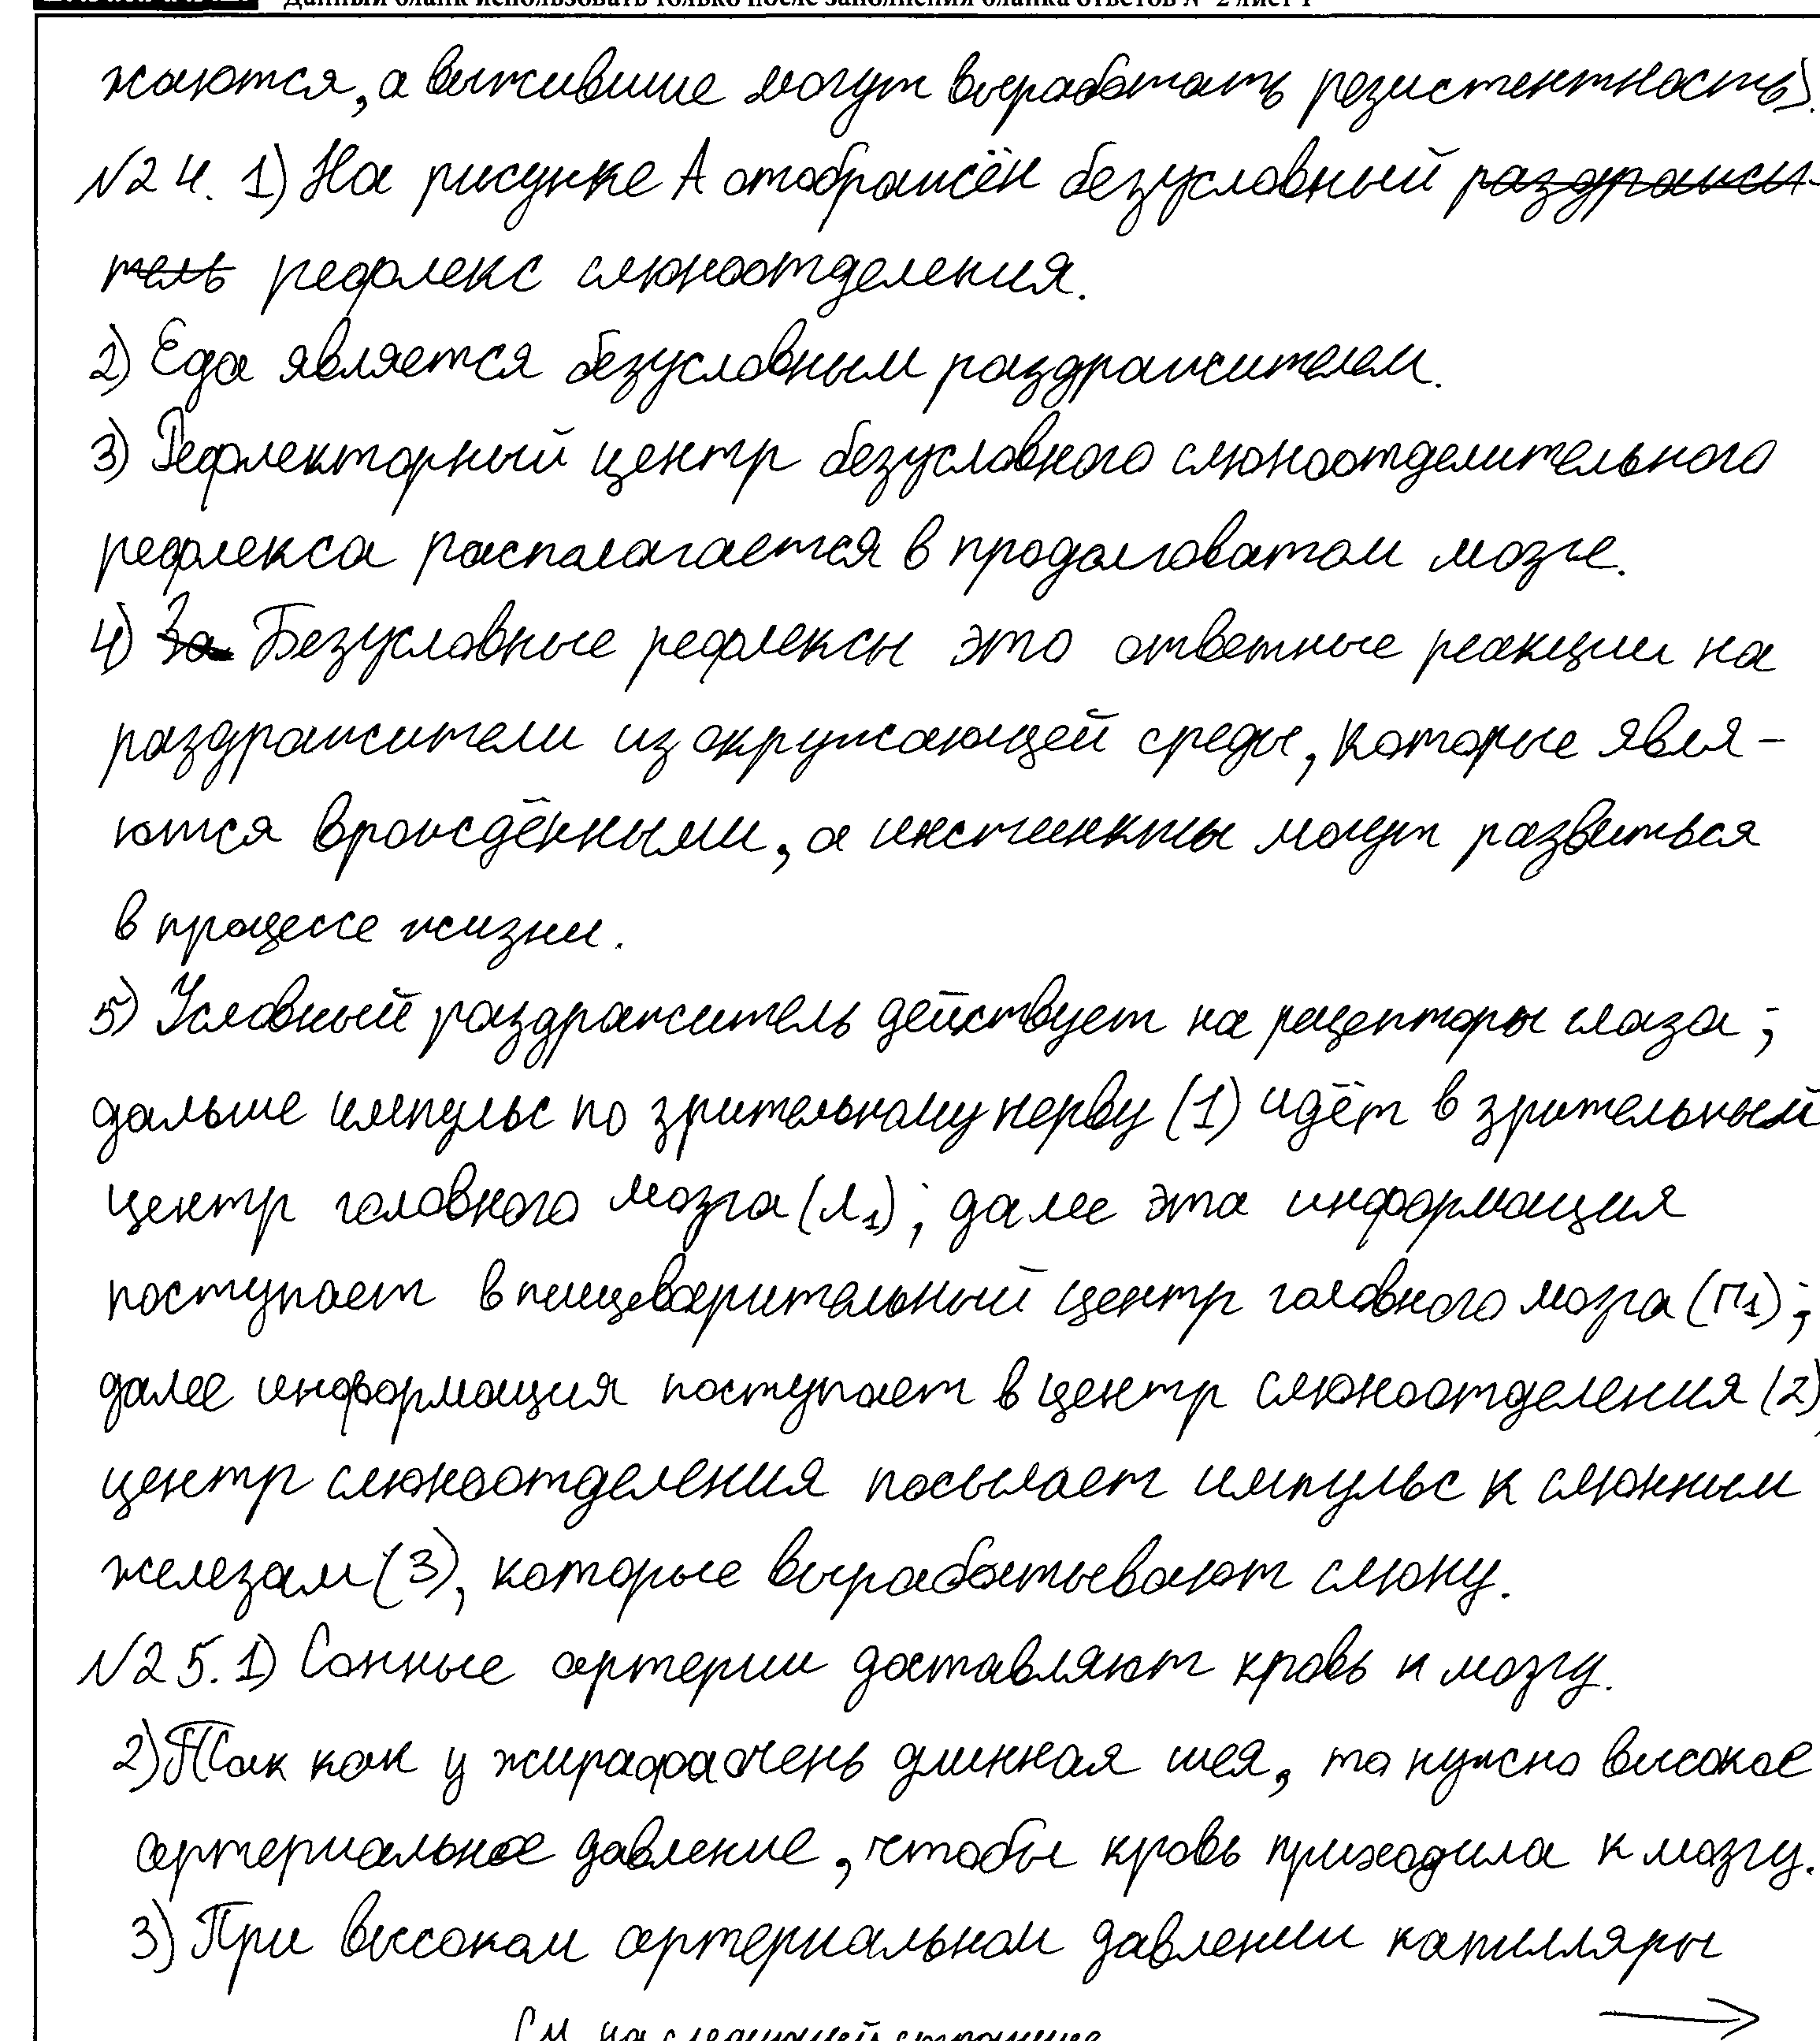 Данный бланк использовать только после заполнения бланка ответов № 2 лист 1
жаются, а выжившие могут выработать резистентность).
№24. 1) На рисунке А отображён безусловный раздражи-
тель рефлекс слюноотделения.
2) Еда является безусловным раздражителем.
3) Рефлекторный центр безусловного слюноотделительного
рефлекса располагается в продолговатом мозге.
4) За Безусловные рефлексы это ответные реакции на
раздражители из окружающей среды, которые явля-
ются врождёнными, а инстинкты могут развиться
в процессе жизни.
5) Условный раздражитель действует на рецепторы глаза;
дальше импульс по зрительному нерву (1) идёт в зрительный
центр головного мозга (Л1); далее эта информация
поступает в пищеварительный центр головного мозга (П1);
далее информация поступает в центр слюноотделения (2)
центр слюноотделения посылает импульс к слюнным
железам (3), которые вырабатывают слюну.
№25. 1) Сонные артерии доставляют кровь к мозгу.
2) Так как у жирафа очень длинная шея, то нужно высокое
артериальное давление, чтобы кровь приходила к мозгу.
3) При высоком артериальном давлении капилляры
См. на следующей странице